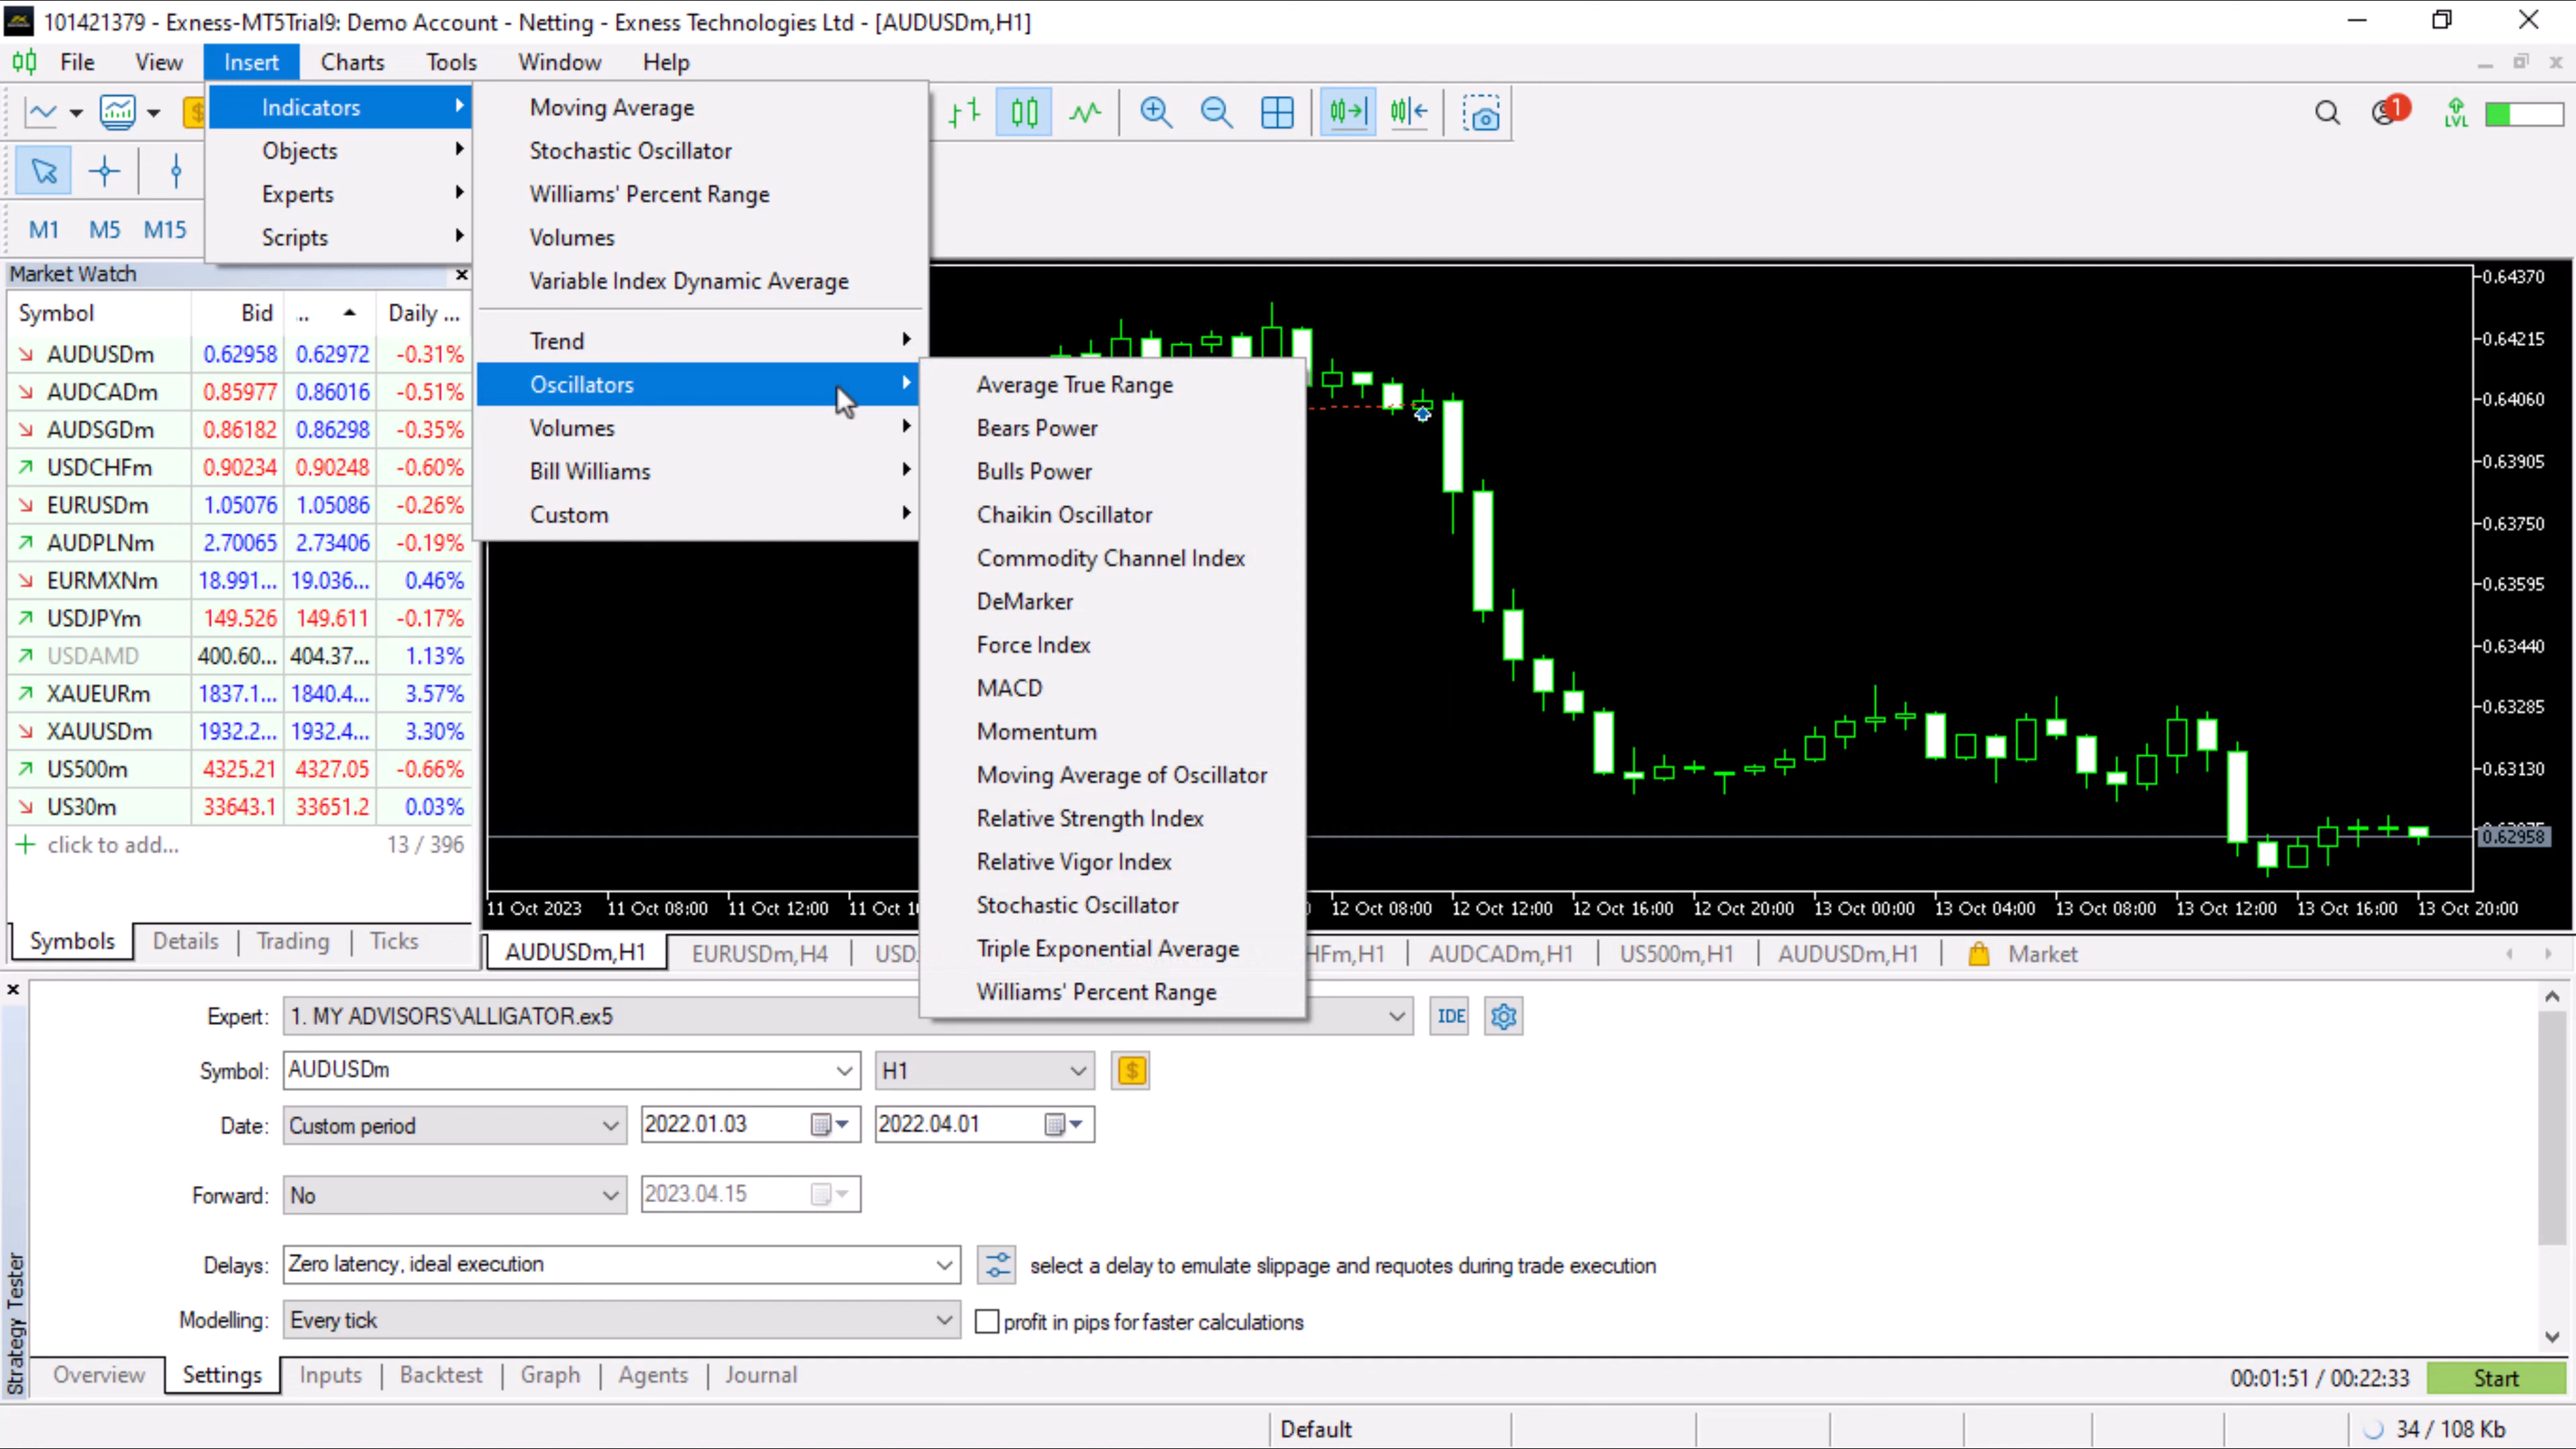 101421379 - Exness-MT5Trial9: Demo Account - Netting - Exness Technologies Ltd - [AUDUSDm,H1]
File View Insert Charts Tools Window Help
Indicators
Objects
Experts
Scripts
Moving Average
Stochastic Oscillator
Williams' Percent Range
Volumes
Variable Index Dynamic Average
Trend
Oscillators
Volumes
Bill Williams
Custom
Average True Range
Bears Power
Bulls Power
Chaikin Oscillator
Commodity Channel Index
DeMarker
Force Index
MACD
Momentum
Moving Average of Oscillator
Relative Strength Index
Relative Vigor Index
Stochastic Oscillator
Triple Exponential Average
Williams' Percent Range
1
LVL
M1 M5 M15
Market Watch
Symbol Bid .. Daily ...
AUDUSDm 0.62958 0.62972 -0.31%
AUDCADm 0.85977 0.86016 -0.51%
AUDSGDm 0.86182 0.86298 -0.35%
USDCHFm 0.90234 0.90248 -0.60%
EURUSDm 1.05076 1.05086 -0.26%
AUDPLNm 2.70065 2.73406 -0.19%
EURMXNm 18.991... 19.036... 0.46%
USDJPYm 149.526 149.611 -0.17%
USDAMD 400.60... 404.37... 1.13%
XAUEURm 1837.1... 1840.4... 3.57%
XAUUSDm 1932.2... 1932.4... 3.30%
US500m 4325.21 4327.05 -0.66%
US30m 33643.1 33651.2 0.03%
click to add... 13 / 396
Symbols Details Trading Ticks
0.64370
0.64215
0.64060
0.63905
0.63750
0.63595
0.63440
0.63285
0.63130
0.62958
11 Oct 2023 11 Oct 08:00 11 Oct 12:00 11 Oct 12 Oct 08:00 12 Oct 12:00 12 Oct 16:00 12 Oct 20:00 13 Oct 00:00 13 Oct 04:00 13 Oct 08:00 13 Oct 12:00 13 Oct 16:00 13 Oct 20:00
AUDUSDm,H1 EURUSDm,H4 USD. HFm,H1 AUDCADm,H1 US500m,H1 AUDUSDm,H1 Market
Strategy Tester
Expert: 1. MY ADVISORS\ALLIGATOR.ex5 IDE
Symbol: AUDUSDm H1
Date: Custom period 2022.01.03 2022.04.01
Forward: No 2023.04.15
Delays: Zero latency, ideal execution select a delay to emulate slippage and requotes during trade execution
Modelling: Every tick profit in pips for faster calculations
Overview Settings Inputs Backtest Graph Agents Journal 00:01:51 / 00:22:33 Start
Default 34 / 108 Kb